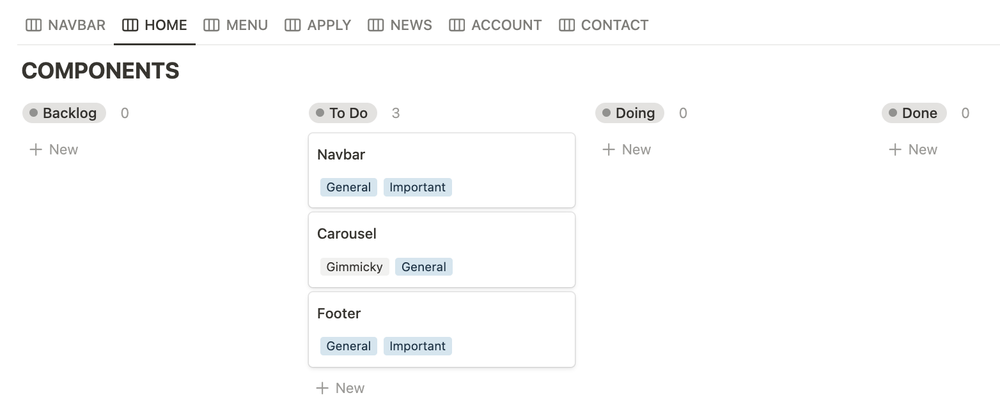 NAVBAR HOME MENU APPLY NEWS ACCOUNT CONTACT
COMPONENTS
Backlog 0 To Do 3 Doing 0 Done 0
+ New + New + New
Navbar
General Important
Carousel
Gimmicky General
Footer
General Important
+ New